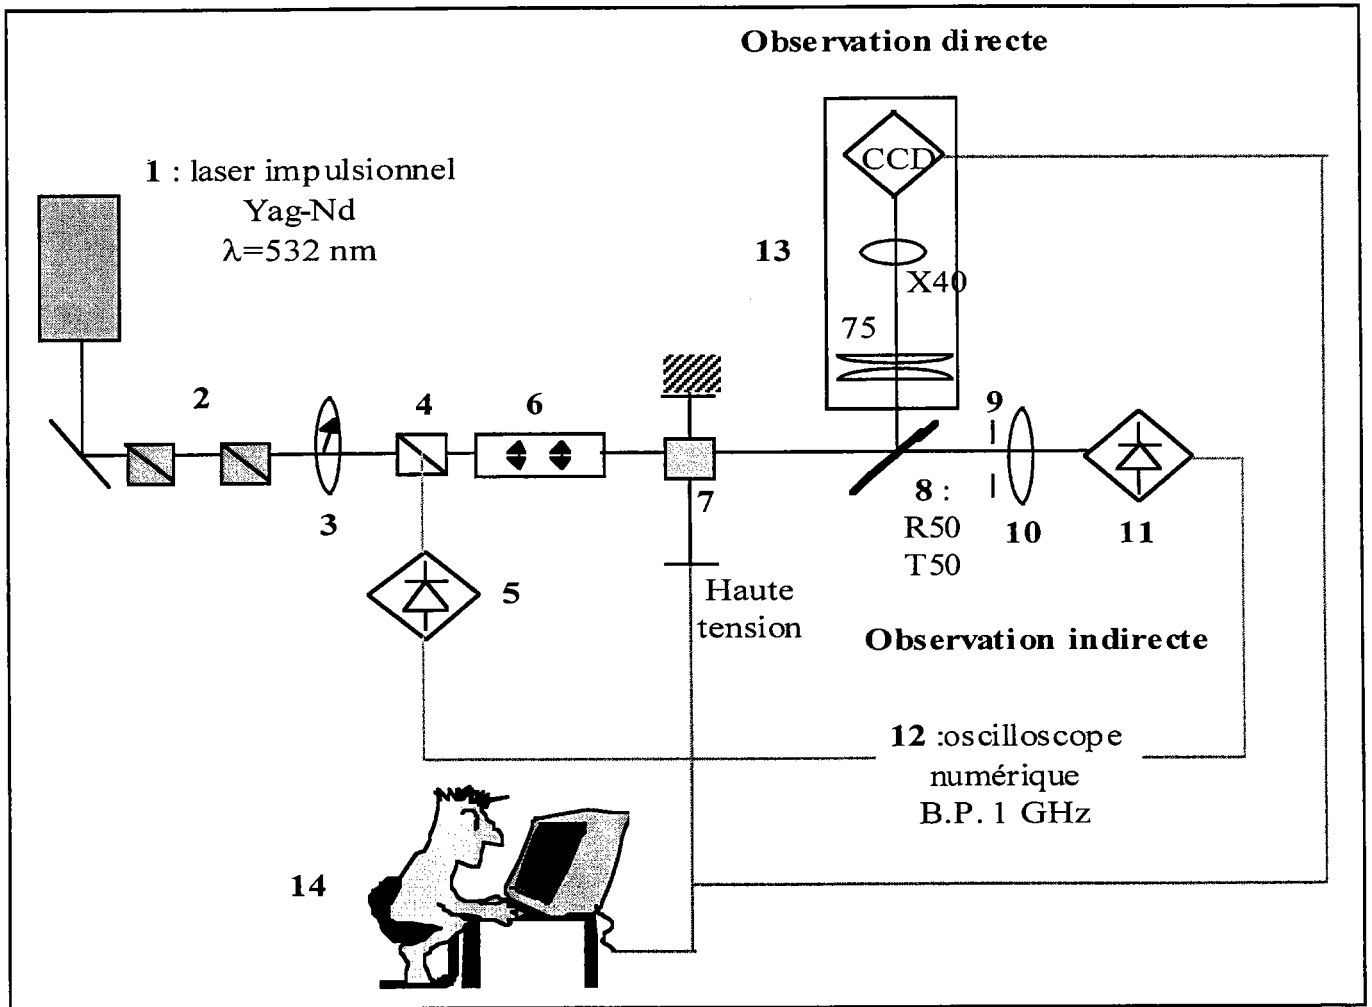 Observation directe
1 : laser impulsionnel
Yag-Nd
λ=532 nm
CCD
13
X40
75
2
4
6
9
3
7
8 :
R50
T50
10
11
5
Haute
tension
Observation indirecte
12 :oscilloscope
numérique
B.P. 1 GHz
14